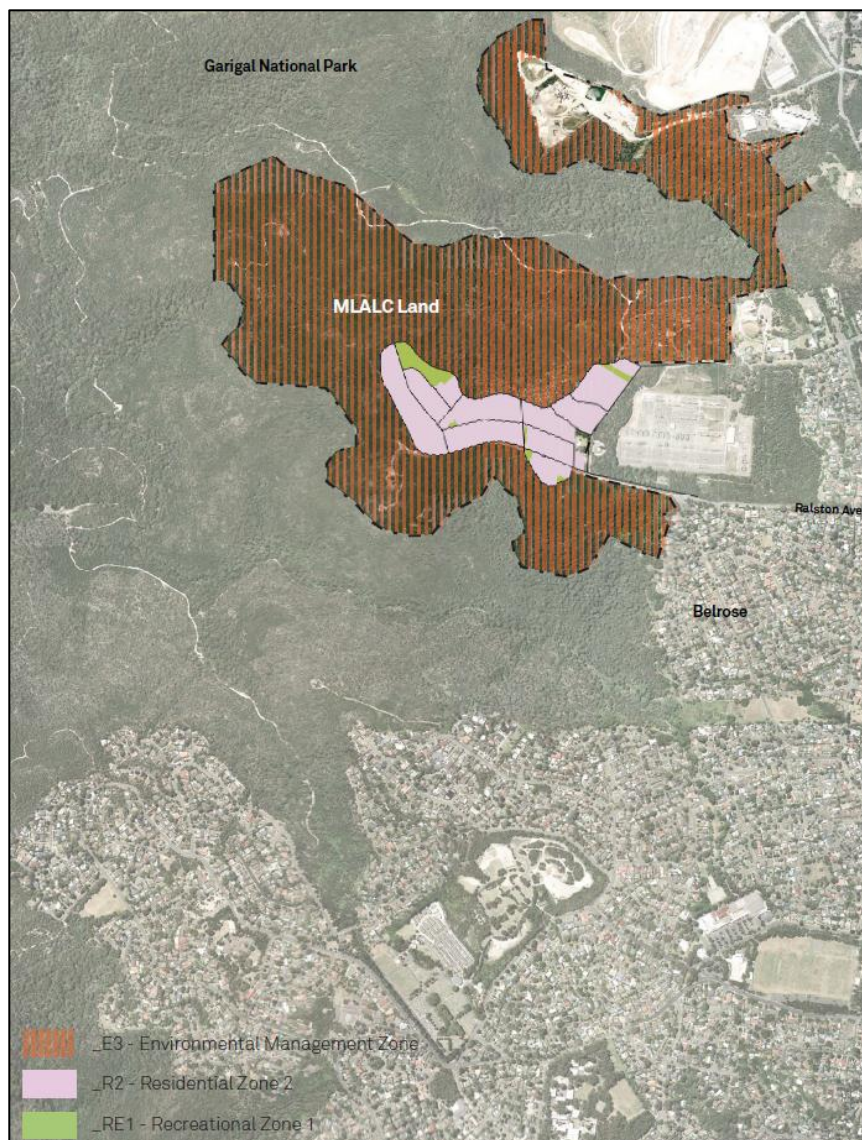 Garigal National Park
MLALC Land
Ralston Ave
Belrose
_E3 - Environmental Management Zone
_R2 - Residential Zone 2
_RE1 - Recreational Zone 1